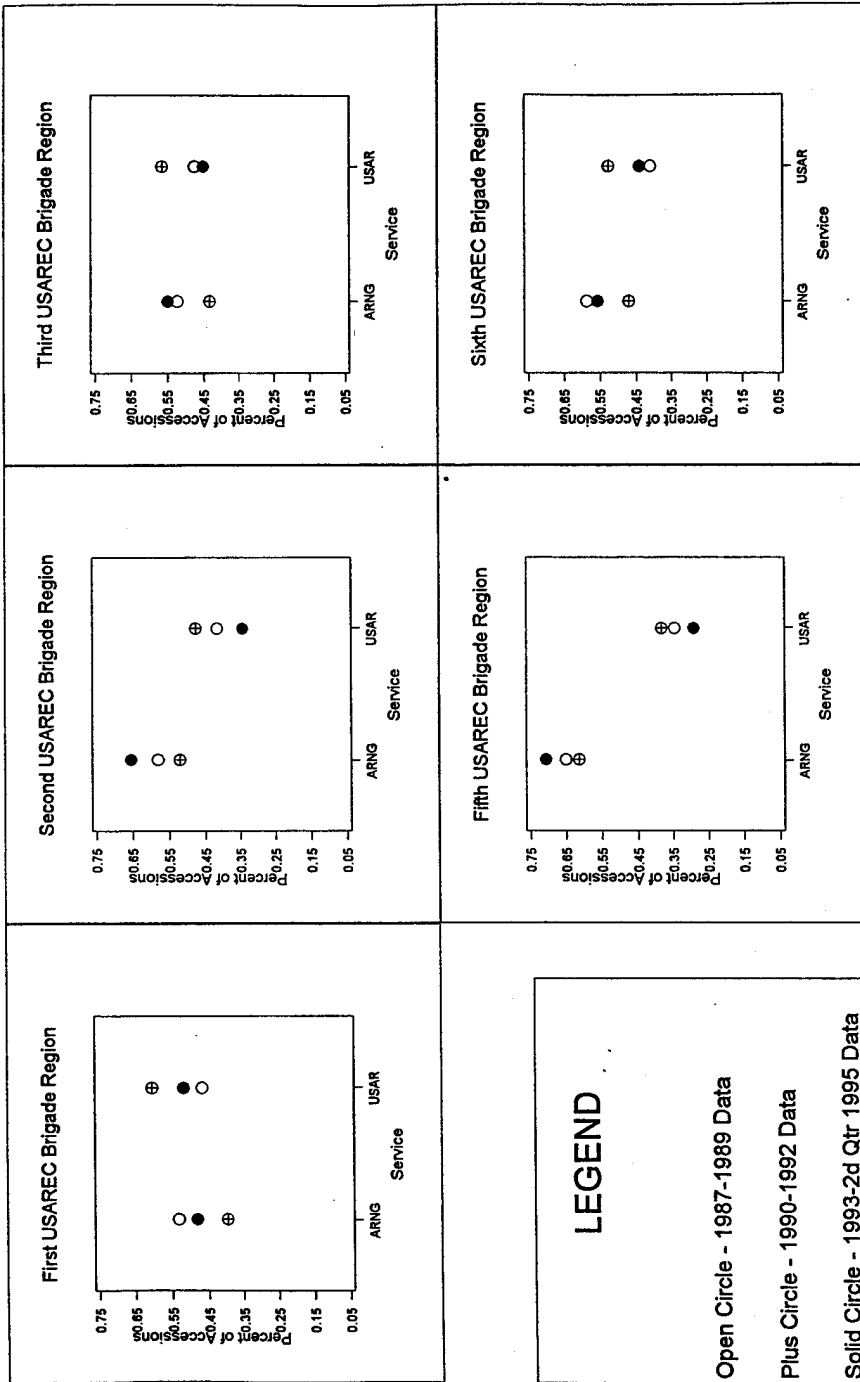 First USAREC Brigade Region
Percent of Accessions
0.75
0.65
0.55
0.45
0.35
0.25
0.15
0.05
ARNG
USAR
Service
Second USAREC Brigade Region
Percent of Accessions
0.75
0.65
0.55
0.45
0.35
0.25
0.15
0.05
ARNG
USAR
Service
Third USAREC Brigade Region
Percent of Accessions
0.75
0.65
0.55
0.45
0.35
0.25
0.15
0.05
ARNG
USAR
Service
LEGEND
Open Circle - 1987-1989 Data
Plus Circle - 1990-1992 Data
Solid Circle - 1993-2d Qtr 1995 Data
Fifth USAREC Brigade Region
Percent of Accessions
0.75
0.65
0.55
0.45
0.35
0.25
0.15
0.05
ARNG
USAR
Service
Sixth USAREC Brigade Region
Percent of Accessions
0.75
0.65
0.55
0.45
0.35
0.25
0.15
0.05
ARNG
USAR
Service